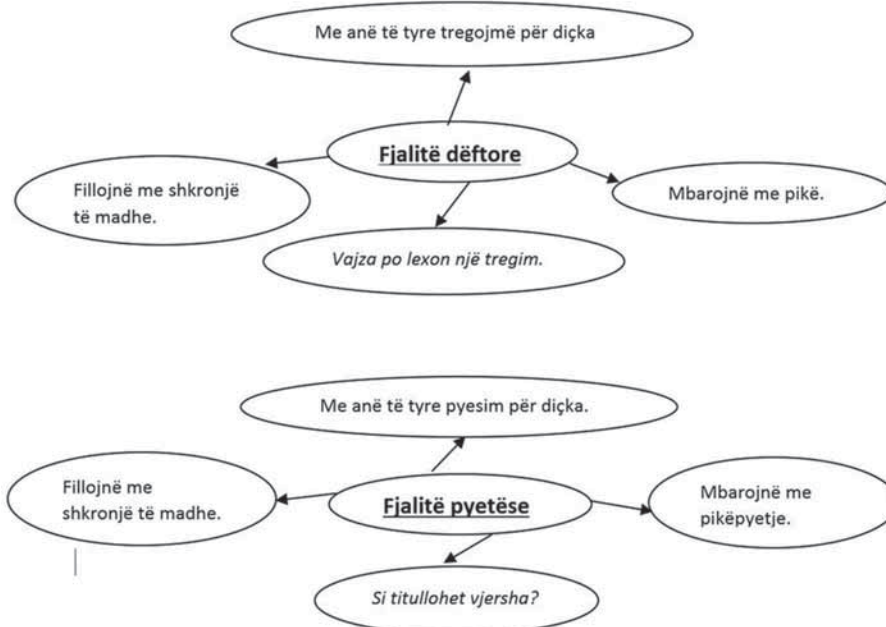 Me anë të tyre tregojmë për diçka
Fjalitë dëftore
Fillojnë me shkronjë
të madhe.
Mbarojnë me pikë.
Vajza po lexon një tregim.
Me anë të tyre pyesim për diçka.
Fillojnë me
shkronjë të madhe.
Fjalitë pyetëse
Mbarojnë me
pikëpyetje.
Si titullohet vjersha?